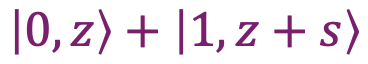 |0, z⟩ + |1, z + s⟩